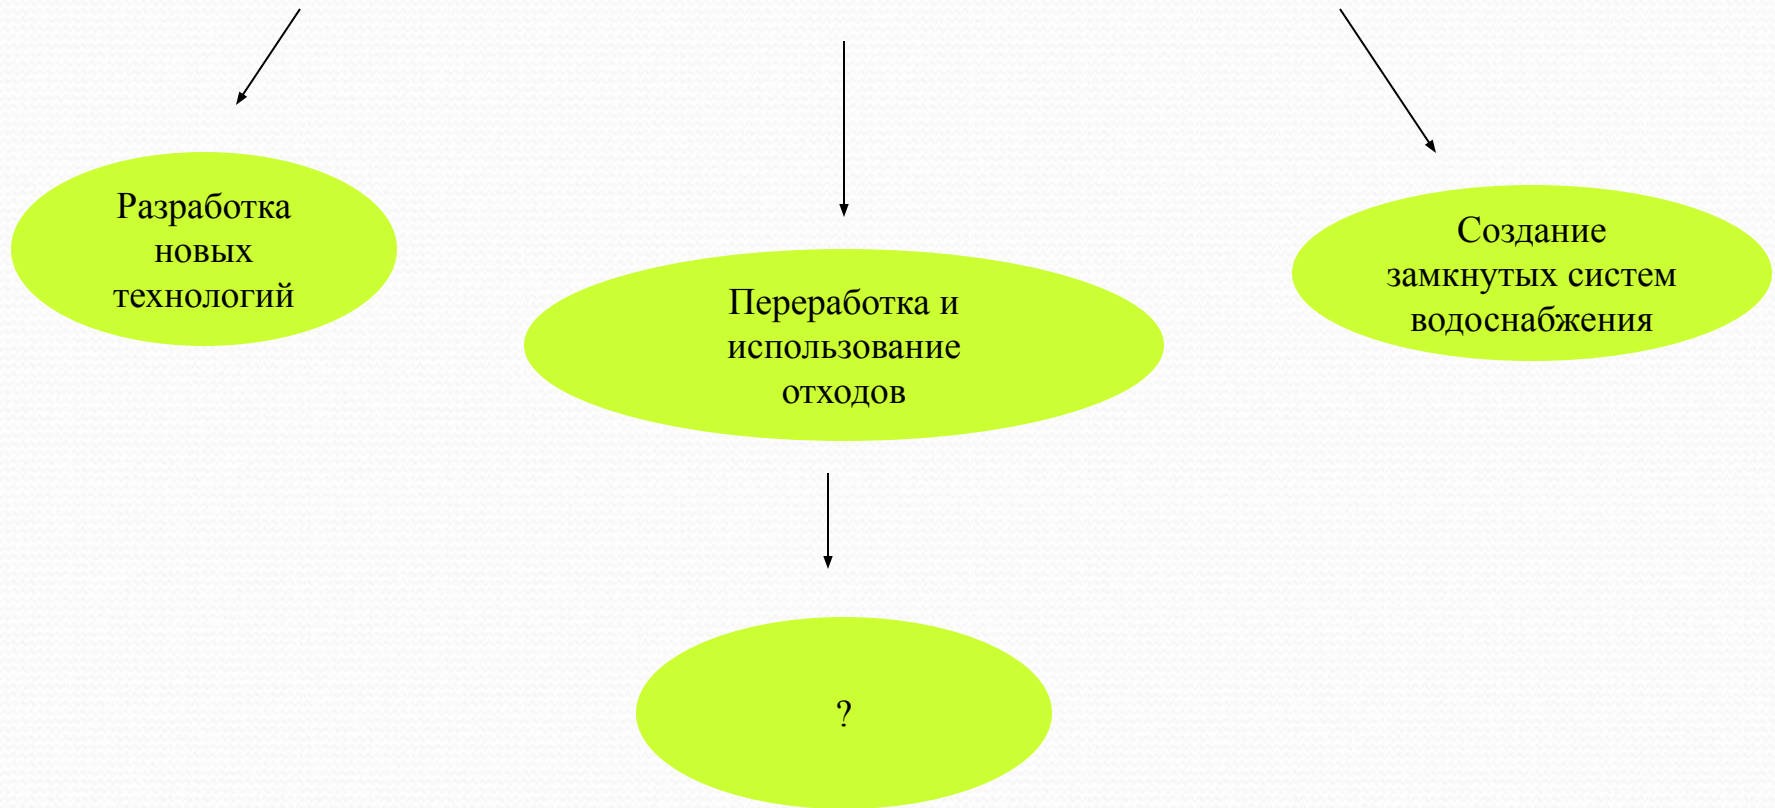 Разработка
новых
технологий
Переработка и
использование
отходов
Создание
замкнутых систем
водоснабжения
?